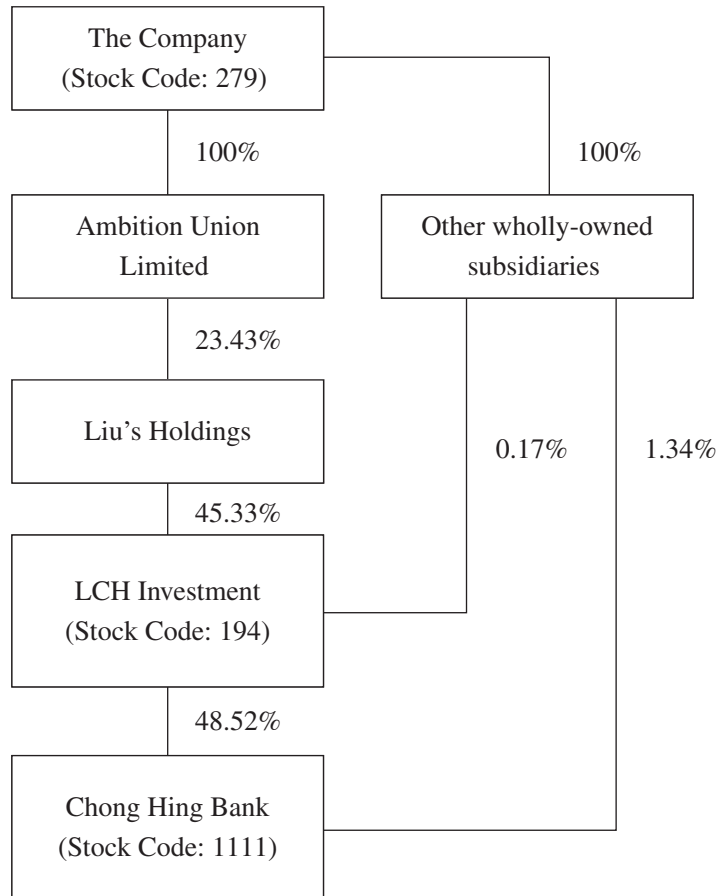 The Company
(Stock Code: 279)
100%
100%
Ambition Union
Limited
Other wholly-owned
subsidiaries
23.43%
Liu's Holdings
0.17%
1.34%
45.33%
LCH Investment
(Stock Code: 194)
48.52%
Chong Hing Bank
(Stock Code: 1111)